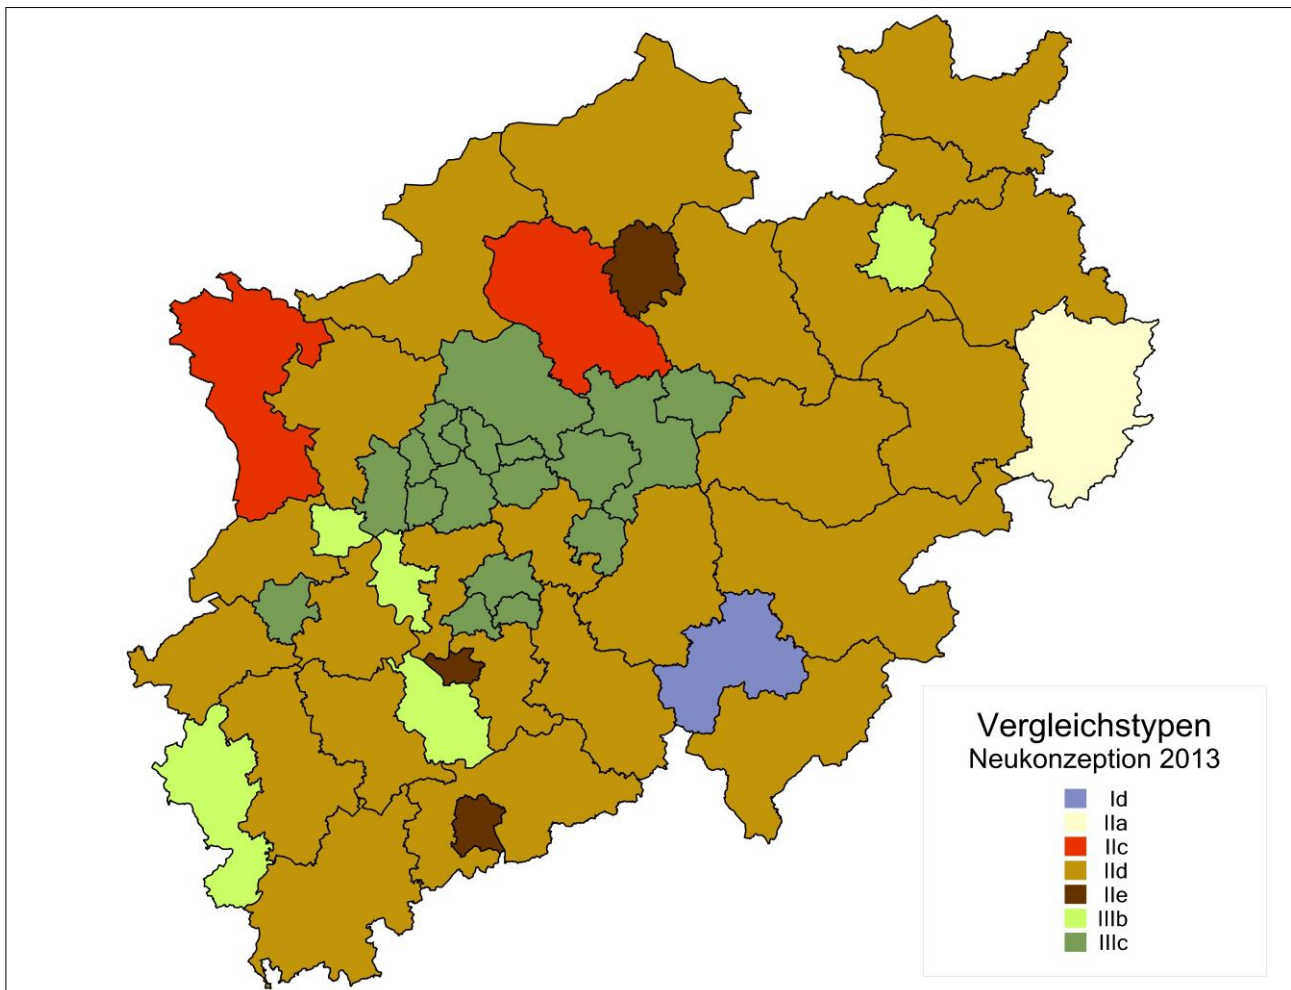 Vergleichstypen
Neukonzeption 2013
Id
IIa
IIc
IId
IIe
IIIb
IIIc